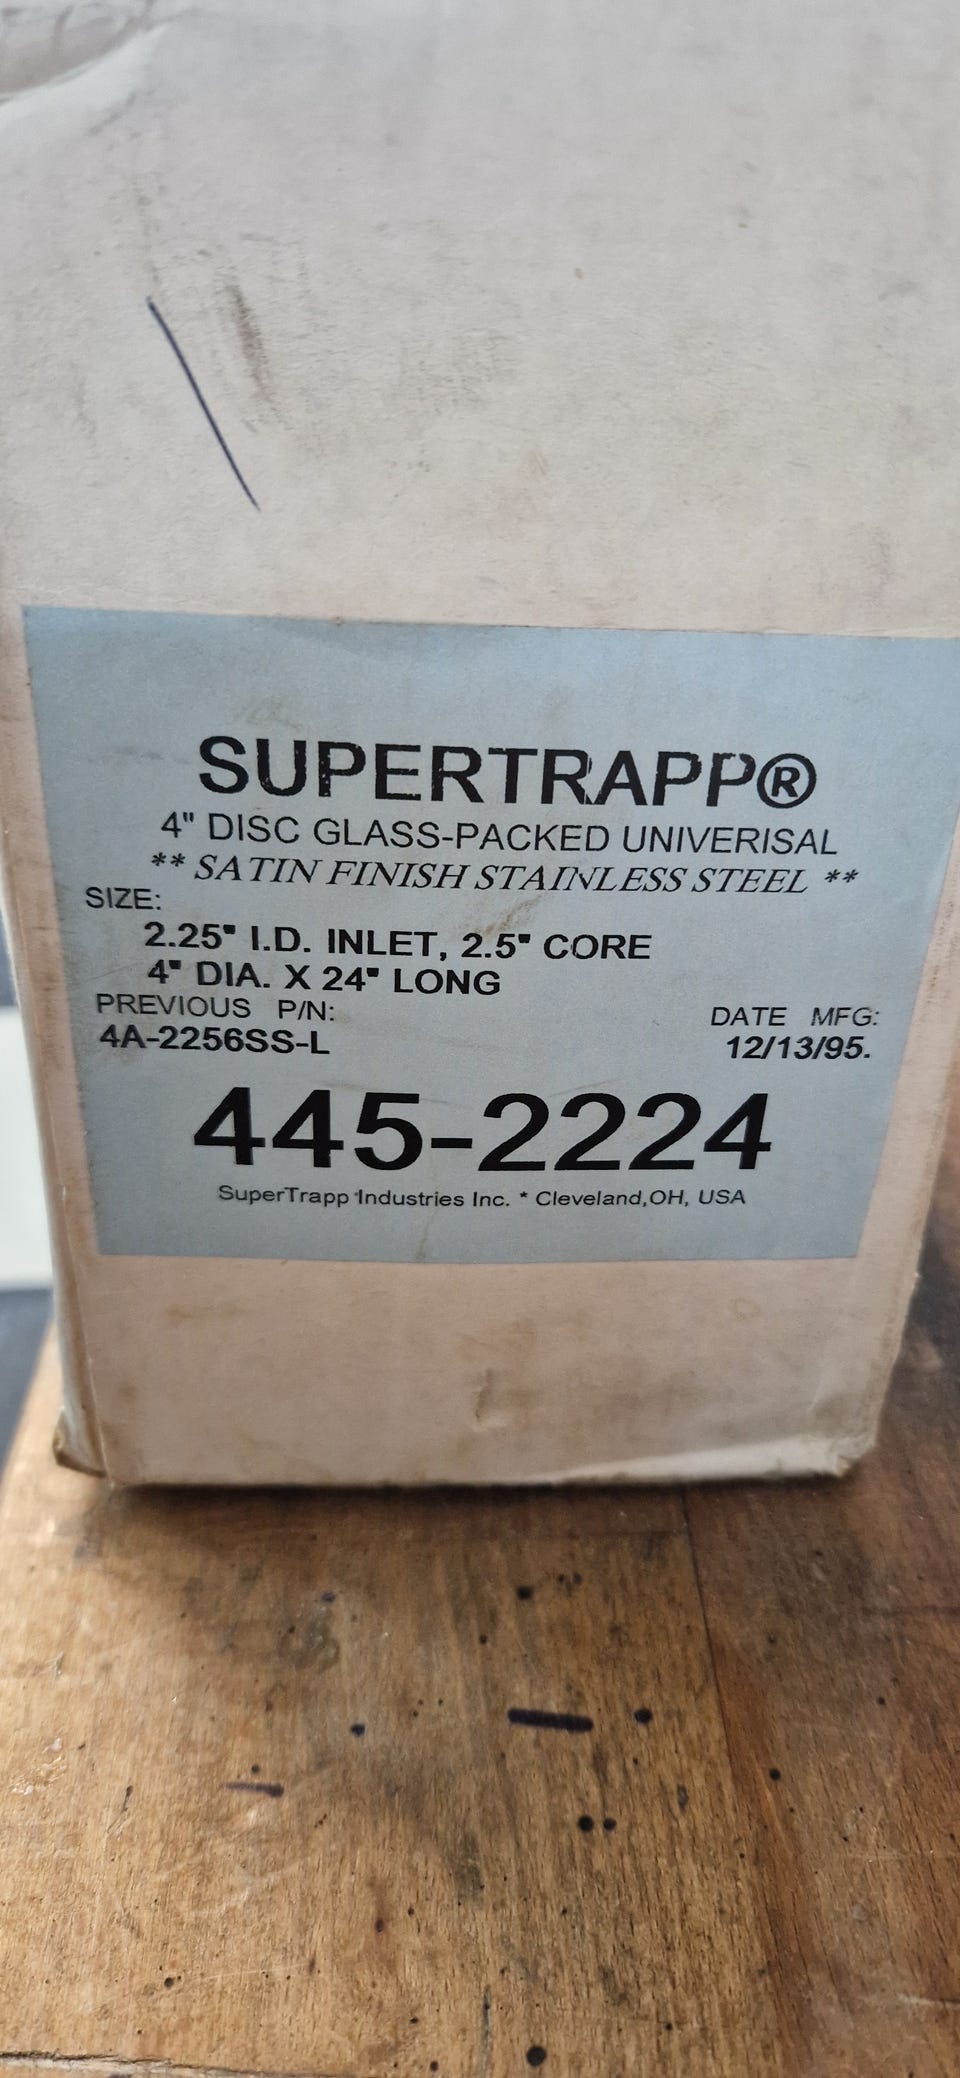 SUPERTRAPP®
4" DISC GLASS-PACKED UNIVERISAL
** SATIN FINISH STAINLESS STEEL **
SIZE:
2.25" I.D. INLET, 2.5" CORE
4" DIA. X 24" LONG
PREVIOUS P/N:
4A-2256SS-L
DATE MFG:
12/13/95.
445-2224
SuperTrapp Industries Inc. * Cleveland,OH, USA